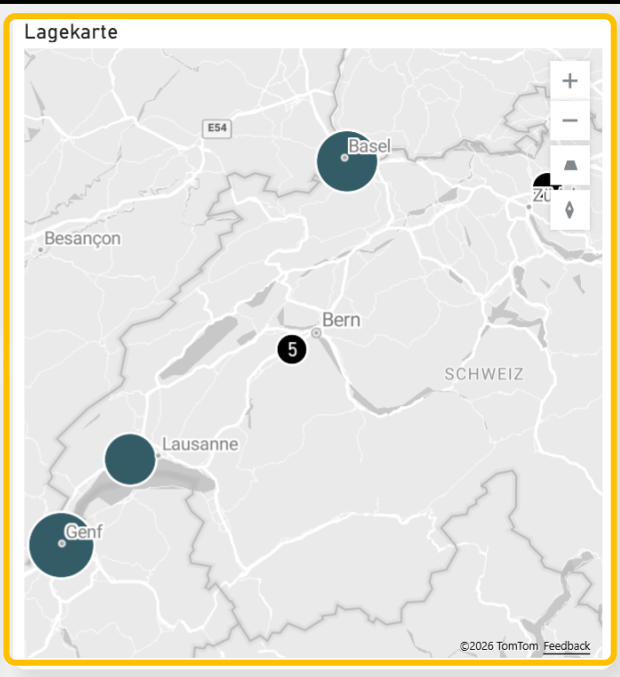 Lagekarte
E54
Basel
Besançon
Bern
5
SCHWEIZ
Lausanne
Genf
©2026 TomTom Feedback